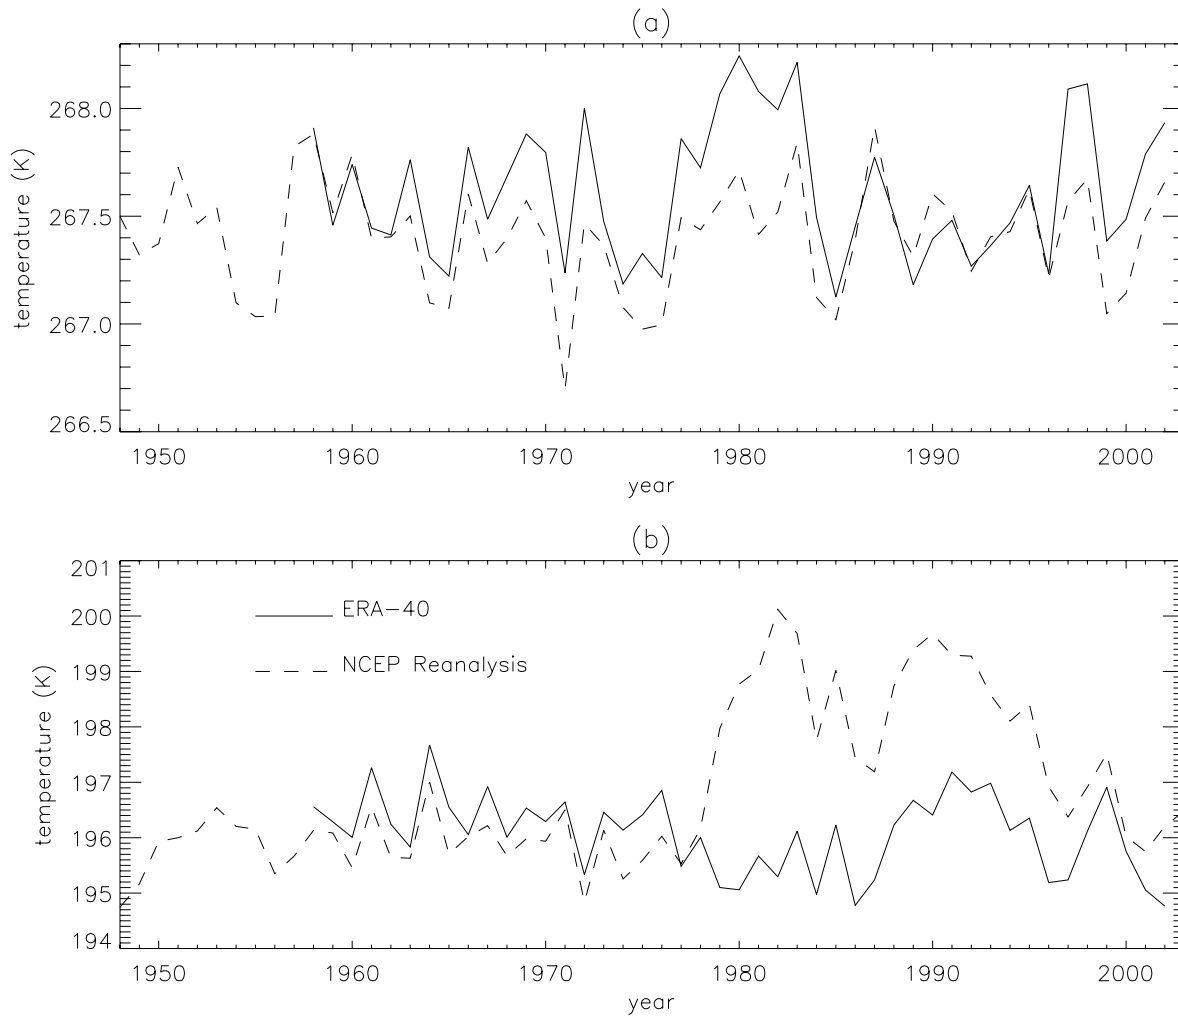 (a)
temperature (K)
268.0
267.5
267.0
266.5
1950 1960 1970 1980 1990 2000
year
(b)
temperature (K)
201
200
199
198
197
196
195
194
ERA-40
NCEP Reanalysis
1950 1960 1970 1980 1990 2000
year